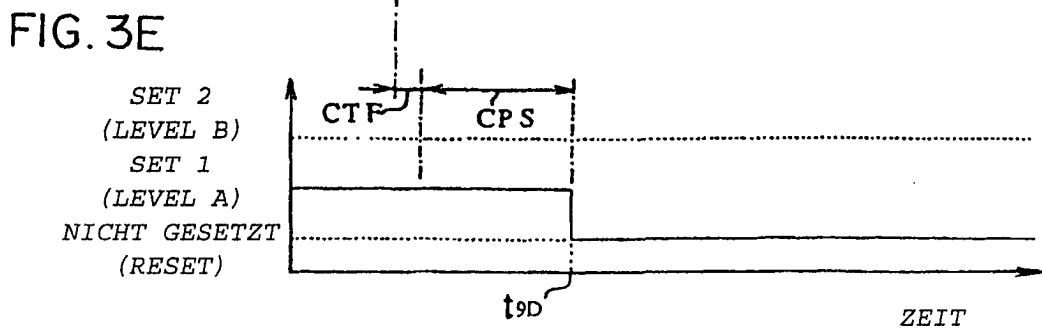 FIG. 3E
SET 2
(LEVEL B)
SET 1
(LEVEL A)
NICHT GESETZT
(RESET)
CTF
CPS
t9D
ZEIT